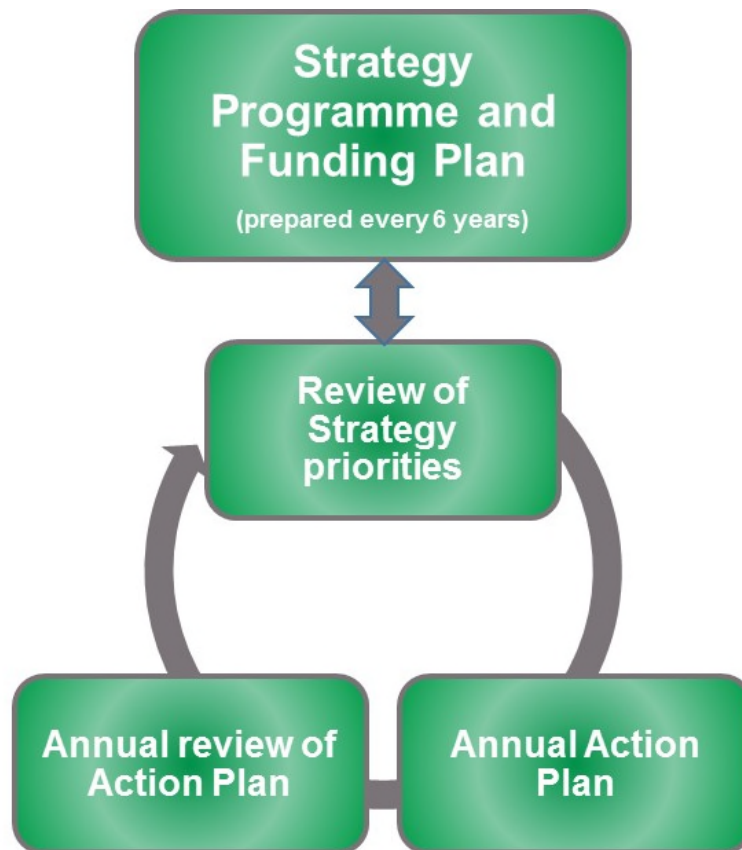 Strategy
Programme and
Funding Plan
(prepared every 6 years)
Review of
Strategy
priorities
Annual review of
Action Plan
Annual Action
Plan